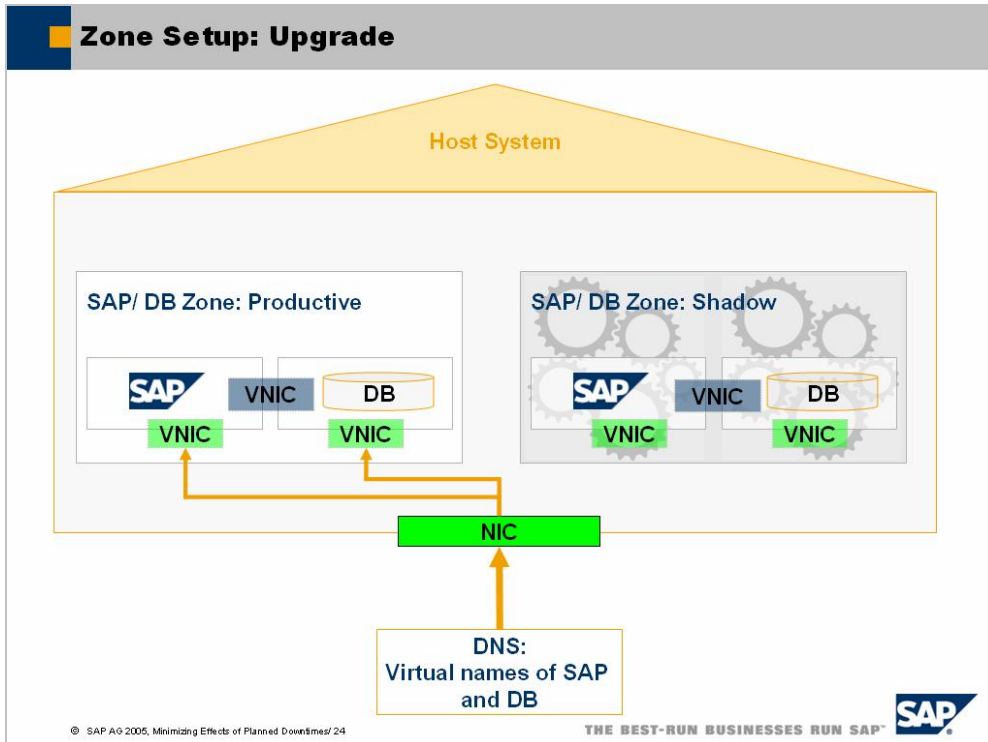 Zone Setup: Upgrade
Host System
SAP/ DB Zone: Productive
SAP
VNIC
DB
VNIC
VNIC
SAP/ DB Zone: Shadow
SAP
VNIC
DB
VNIC
VNIC
NIC
DNS:
Virtual names of SAP
and DB
© SAP AG 2005, Minimizing Effects of Planned Downtimes/ 24
THE BEST-RUN BUSINESSES RUN SAP™
SAP